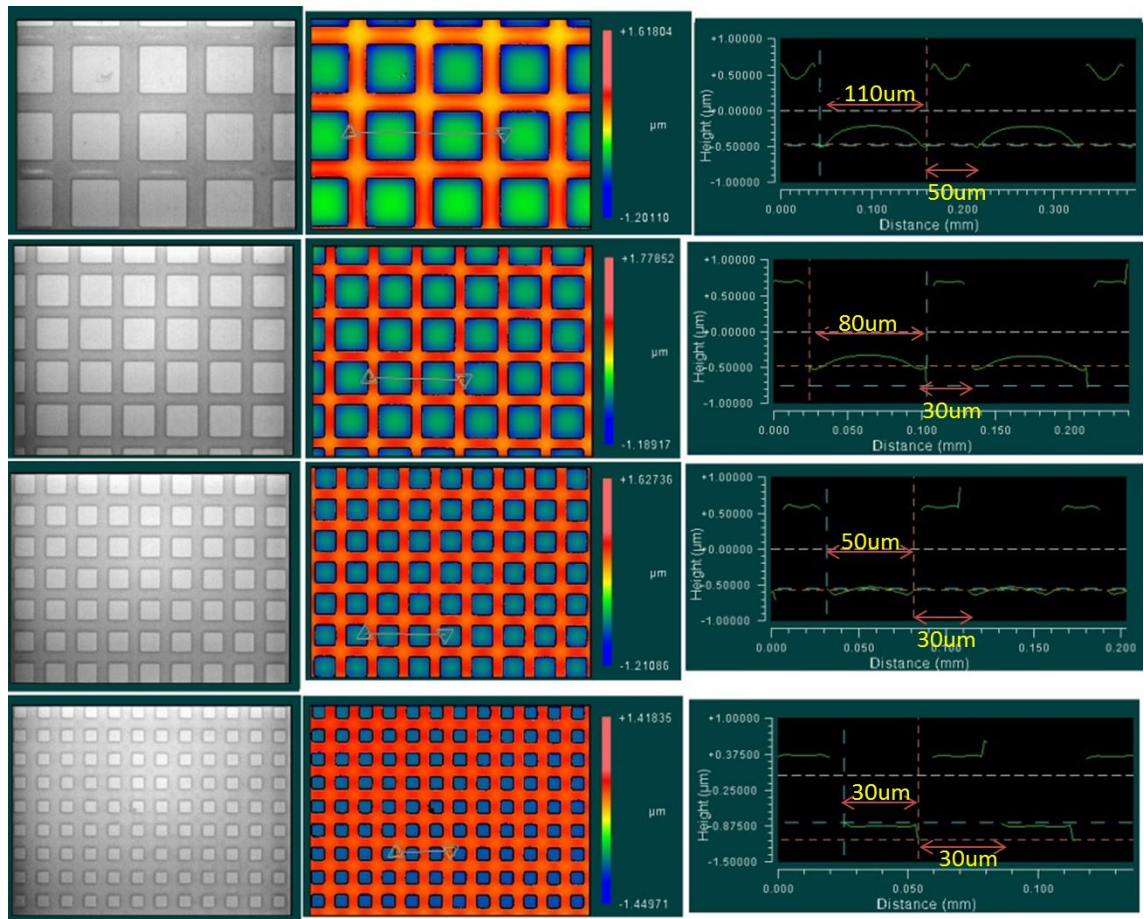 +1.61804
µm
-1.20110
Height (µm)
+1.00000
+0.50000
+0.00000
-0.50000
-1.00000
110um
50um
0.000
0.100
0.200
0.300
Distance (mm)
+1.77852
µm
-1.18917
Height (µm)
+1.00000
+0.50000
+0.00000
-0.50000
-1.00000
80um
30um
0.000
0.050
0.100
0.150
0.200
Distance (mm)
+1.62736
µm
-1.21086
Height (µm)
+1.00000
+0.50000
+0.00000
-0.50000
-1.00000
50um
30um
0.000
0.050
0.100
0.150
0.200
Distance (mm)
+1.41835
µm
-1.44971
Height (µm)
+1.00000
+0.37500
-0.25000
-0.87500
-1.50000
30um
30um
0.000
0.050
0.100
Distance (mm)